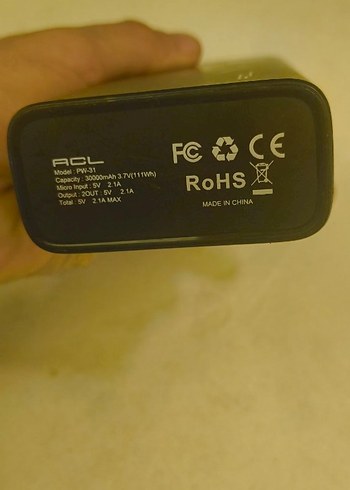 ACL
Model : PW-31
Capacity : 30000mAh 3.7V(111Wh)
Micro Input : 5V 2.1A
Output : 2OUT : 5V 2.1A
Total : 5V 2.1A MAX
FC CE
RoHS
MADE IN CHINA